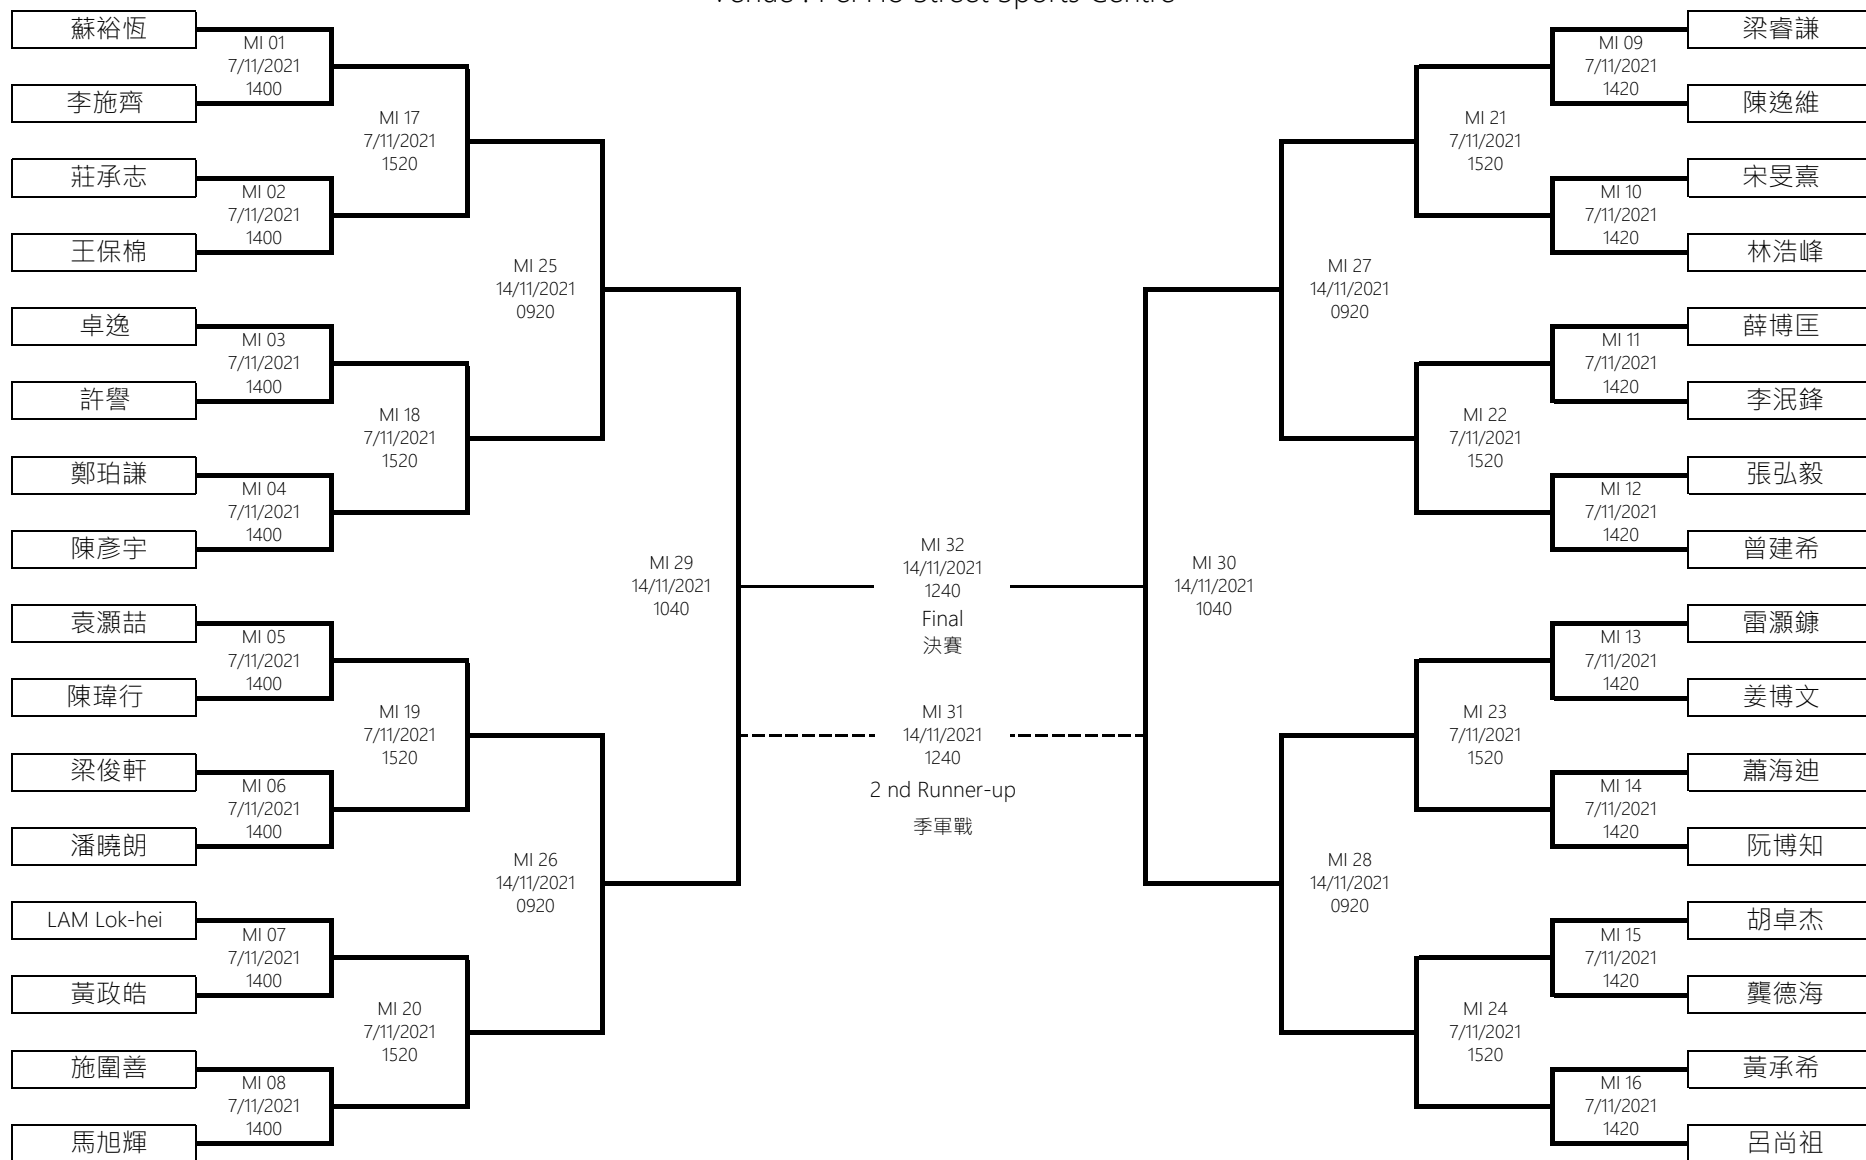 Venue : Pei Ho Street Sports Centre
蘇裕恆
MI 01
7/11/2021
1400
李施齊
MI 17
7/11/2021
1520
莊承志
MI 02
7/11/2021
1400
王保棉
MI 25
14/11/2021
0920
卓逸
MI 03
7/11/2021
1400
許譽
MI 18
7/11/2021
1520
鄭珀謙
MI 04
7/11/2021
1400
陳彥宇
MI 29
14/11/2021
1040
袁灝喆
MI 05
7/11/2021
1400
陳瑋行
MI 19
7/11/2021
1520
梁俊軒
MI 06
7/11/2021
1400
潘曉朗
MI 26
14/11/2021
0920
LAM Lok-hei
MI 07
7/11/2021
1400
黃政皓
MI 20
7/11/2021
1520
施圍善
MI 08
7/11/2021
1400
馬旭輝
MI 32
14/11/2021
1240
Final
決賽
MI 31
14/11/2021
1240
2 nd Runner-up
季軍戰
梁睿謙
MI 09
7/11/2021
1420
陳逸維
MI 21
7/11/2021
1520
宋旻熹
MI 10
7/11/2021
1420
林浩峰
MI 27
14/11/2021
0920
薛博匡
MI 11
7/11/2021
1420
李泯鋒
MI 22
7/11/2021
1520
張弘毅
MI 12
7/11/2021
1420
曾建希
MI 30
14/11/2021
1040
雷灝鏮
MI 13
7/11/2021
1420
姜博文
MI 23
7/11/2021
1520
蕭海迪
MI 14
7/11/2021
1420
阮博知
MI 28
14/11/2021
0920
胡卓杰
MI 15
7/11/2021
1420
龔德海
MI 24
7/11/2021
1520
黃承希
MI 16
7/11/2021
1420
呂尚祖